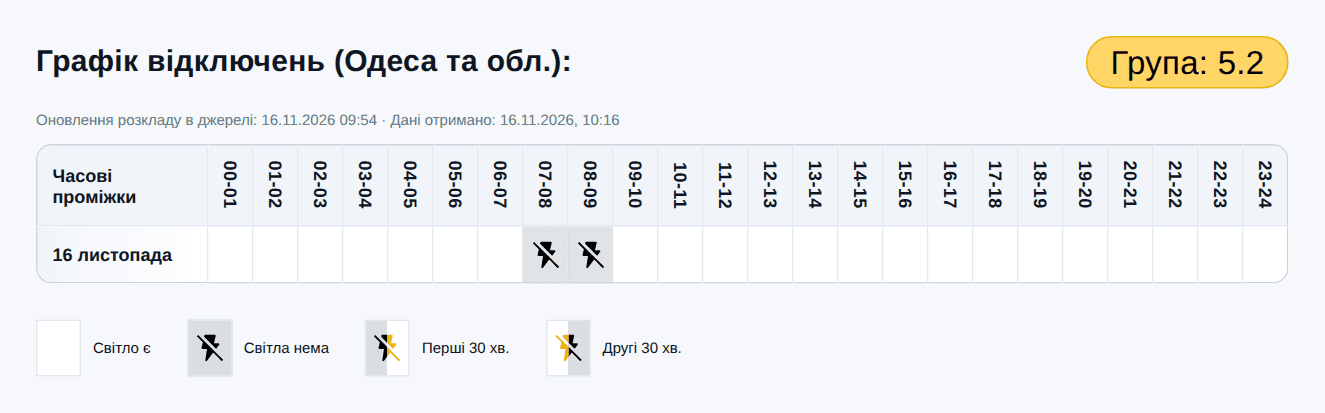 Графік відключень (Одеса та обл.):
Група: 5.2
Оновлення розкладу в джерелі: 16.11.2026 09:54 · Дані отримано: 16.11.2026, 10:16
Часові
проміжки
00-01
01-02
02-03
03-04
04-05
05-06
06-07
07-08
08-09
09-10
10-11
11-12
12-13
13-14
14-15
15-16
16-17
17-18
18-19
19-20
20-21
21-22
22-23
23-24
16 листопада
Світло є
Світла нема
Перші 30 хв.
Другі 30 хв.